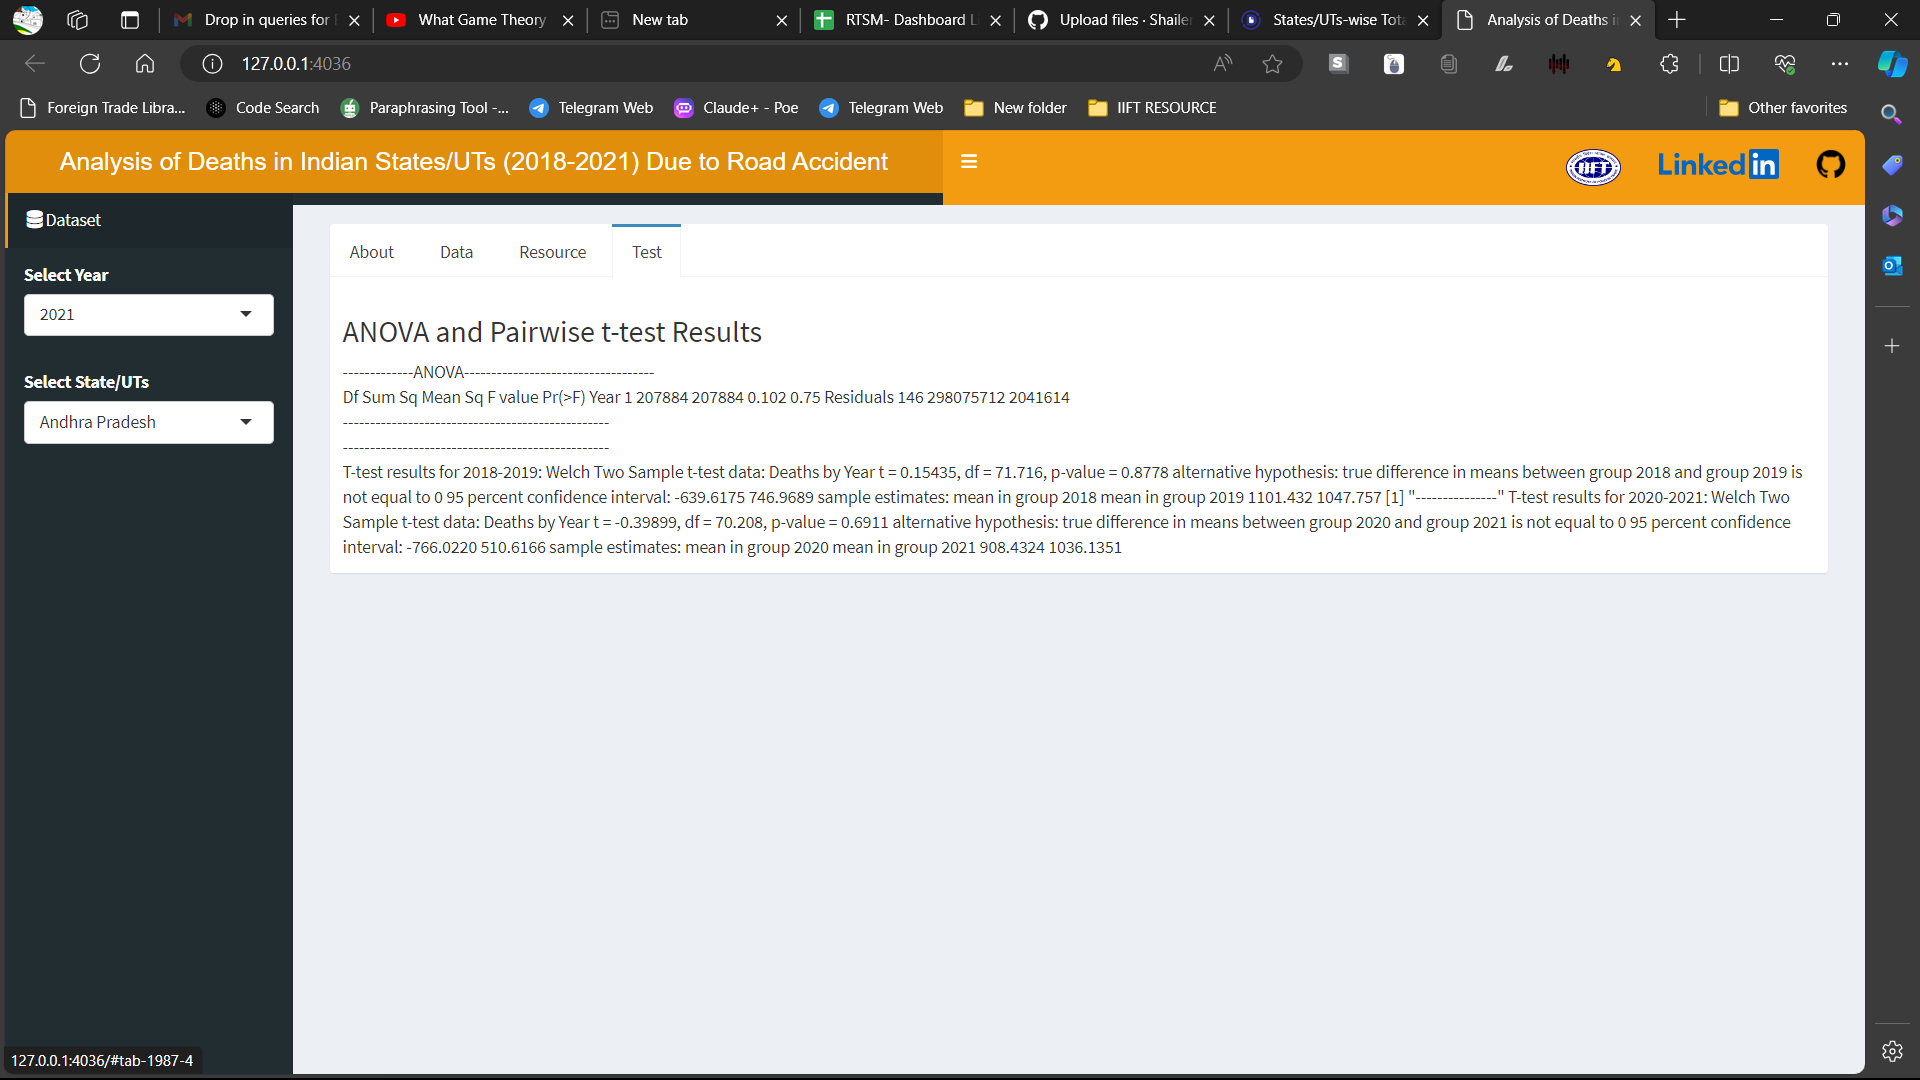 Drop in queries for
What Game Theory
New tab
RTSM- Dashboard L
Upload files · Shailer
States/UTs-wise Tota
Analysis of Deaths i
127.0.0.1:4036
Foreign Trade Libra...
Code Search
Paraphrasing Tool -...
Telegram Web
Claude+ - Poe
Telegram Web
New folder
IIFT RESOURCE
Other favorites
Analysis of Deaths in Indian States/UTs (2018-2021) Due to Road Accident
IIFT
Linked in
Dataset
Select Year
2021
Select State/UTs
Andhra Pradesh
About
Data
Resource
Test
ANOVA and Pairwise t-test Results
-------------ANOVA-----------------------------------
Df Sum Sq Mean Sq F value Pr(>F) Year 1 207884 207884 0.102 0.75 Residuals 146 298075712 2041614
-------------------------------------------------
-------------------------------------------------
T-test results for 2018-2019: Welch Two Sample t-test data: Deaths by Year t = 0.15435, df = 71.716, p-value = 0.8778 alternative hypothesis: true difference in means between group 2018 and group 2019 is
not equal to 0 95 percent confidence interval: -639.6175 746.9689 sample estimates: mean in group 2018 mean in group 2019 1101.432 1047.757 [1] "---------------" T-test results for 2020-2021: Welch Two
Sample t-test data: Deaths by Year t = -0.39899, df = 70.208, p-value = 0.6911 alternative hypothesis: true difference in means between group 2020 and group 2021 is not equal to 0 95 percent confidence
interval: -766.0220 510.6166 sample estimates: mean in group 2020 mean in group 2021 908.4324 1036.1351
127.0.0.1:4036/#tab-1987-4